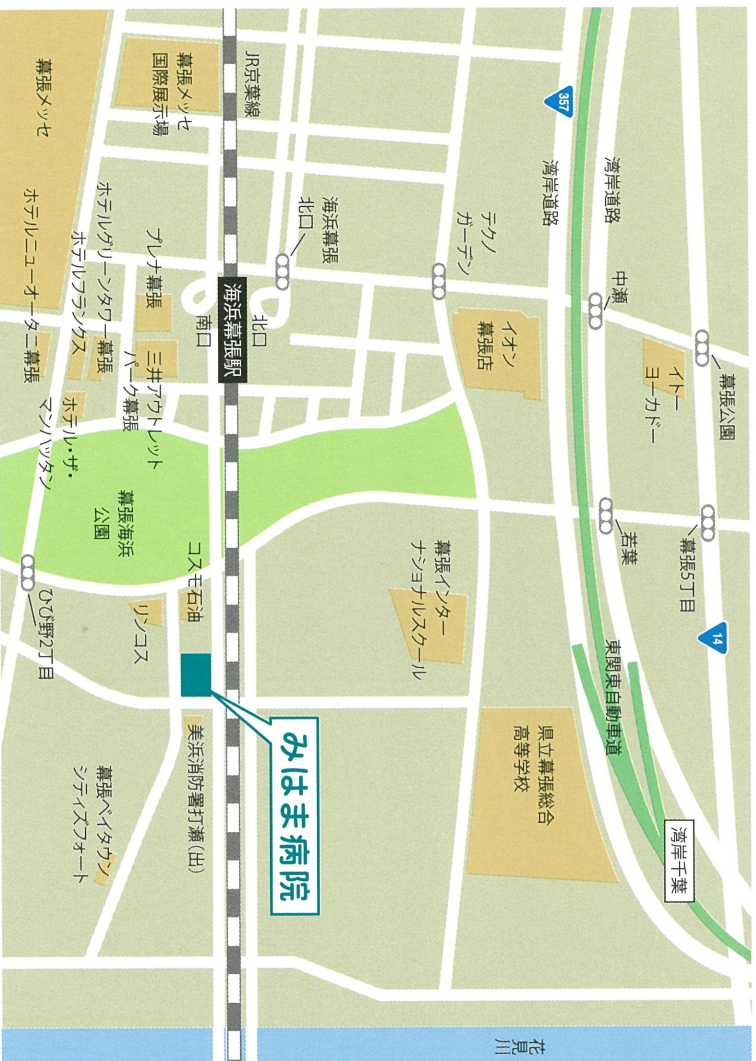 14
幕張公園
幕張5丁目
湾岸千葉
イトー
ヨーカドー
中瀬
若葉
湾岸道路
東関東自動車道
357
湾岸道路
県立幕張総合
高等学校
花見川
イオン
幕張店
テクノ
ガーデン
幕張インター
ナショナルスクール
海浜幕張
北口
みはま病院
JR京葉線
北口
海浜幕張駅
南口
幕張メッセ
国際展示場
コスモ石油
美浜消防署打瀬(出)
プレナ幕張
三井アウトレット
パーク幕張
リンコス
幕張海浜
公園
ホテルグリーンタワー幕張
ホテルフランクス
ホテル・ザ・
マンハッタン
幕張ベイタウン
シティズフォート
幕張メッセ
ホテルニューオータニ幕張
ひび野2丁目